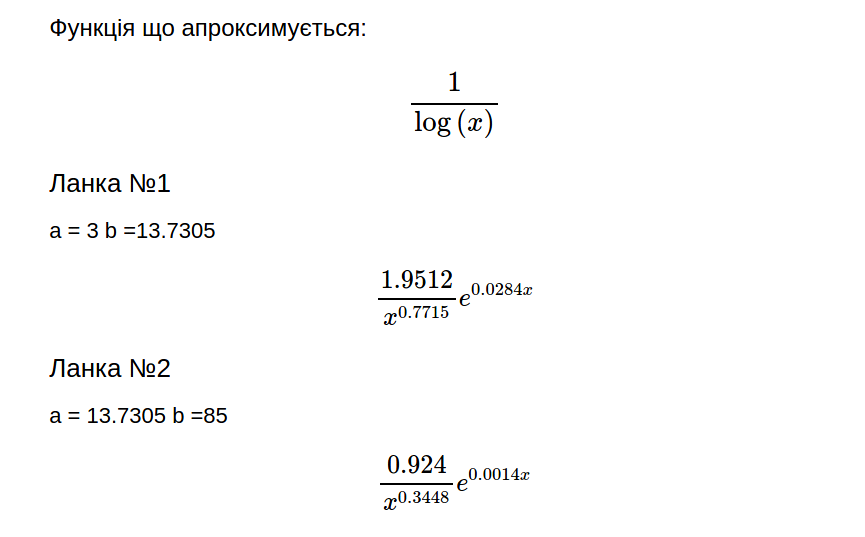 Функція що апроксимується:
1
log (x)
Ланка №1
a = 3 b =13.7305
1.9512
x^0.7715 e^0.0284x
Ланка №2
a = 13.7305 b =85
0.924
x^0.3448 e^0.0014x